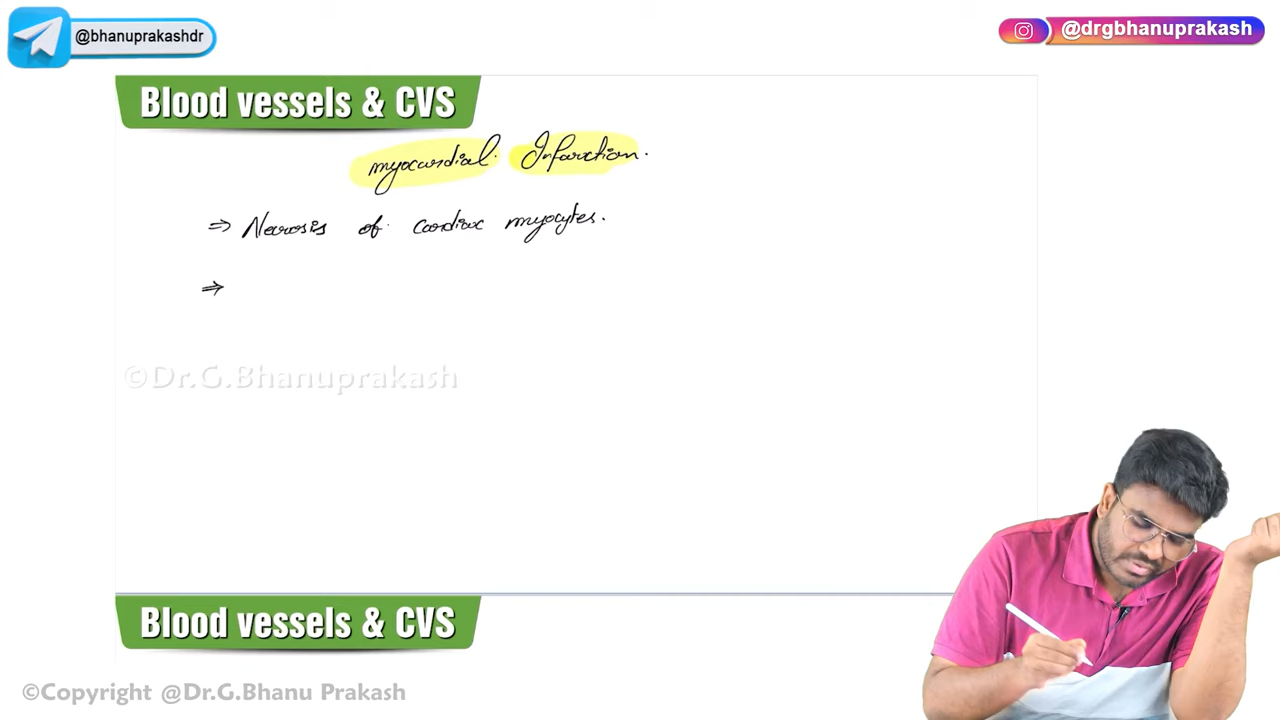 @bhanuprakashdr
@drgbhanuprakash
Blood vessels & CVS
myocardial Infarction.
⇒ Necrosis of cardiac myocytes.
⇒
©Dr.G.Bhanuprakash
Blood vessels & CVS
©Copyright @Dr.G.Bhanu Prakash